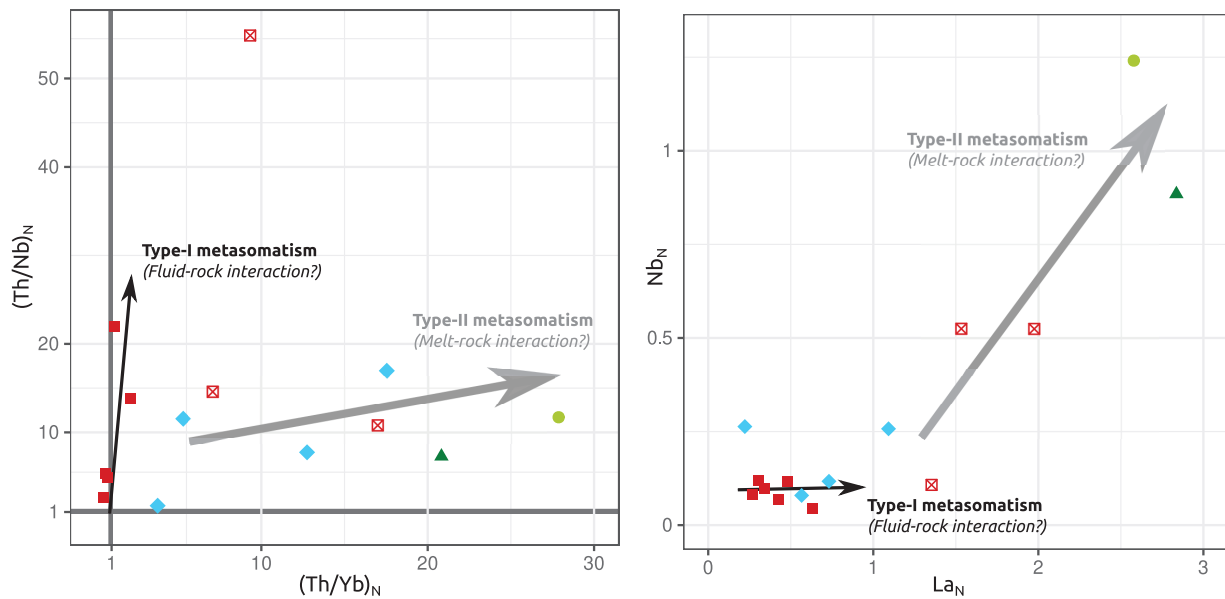 50
40
20
10
1
(Th/Nb)N
Type-I metasomatism
(Fluid-rock interaction?)
Type-II metasomatism
(Melt-rock interaction?)
1
10
20
30
(Th/Yb)N
1
0.5
0
NbN
Type-II metasomatism
(Melt-rock interaction?)
Type-I metasomatism
(Fluid-rock interaction?)
0
1
2
3
LaN